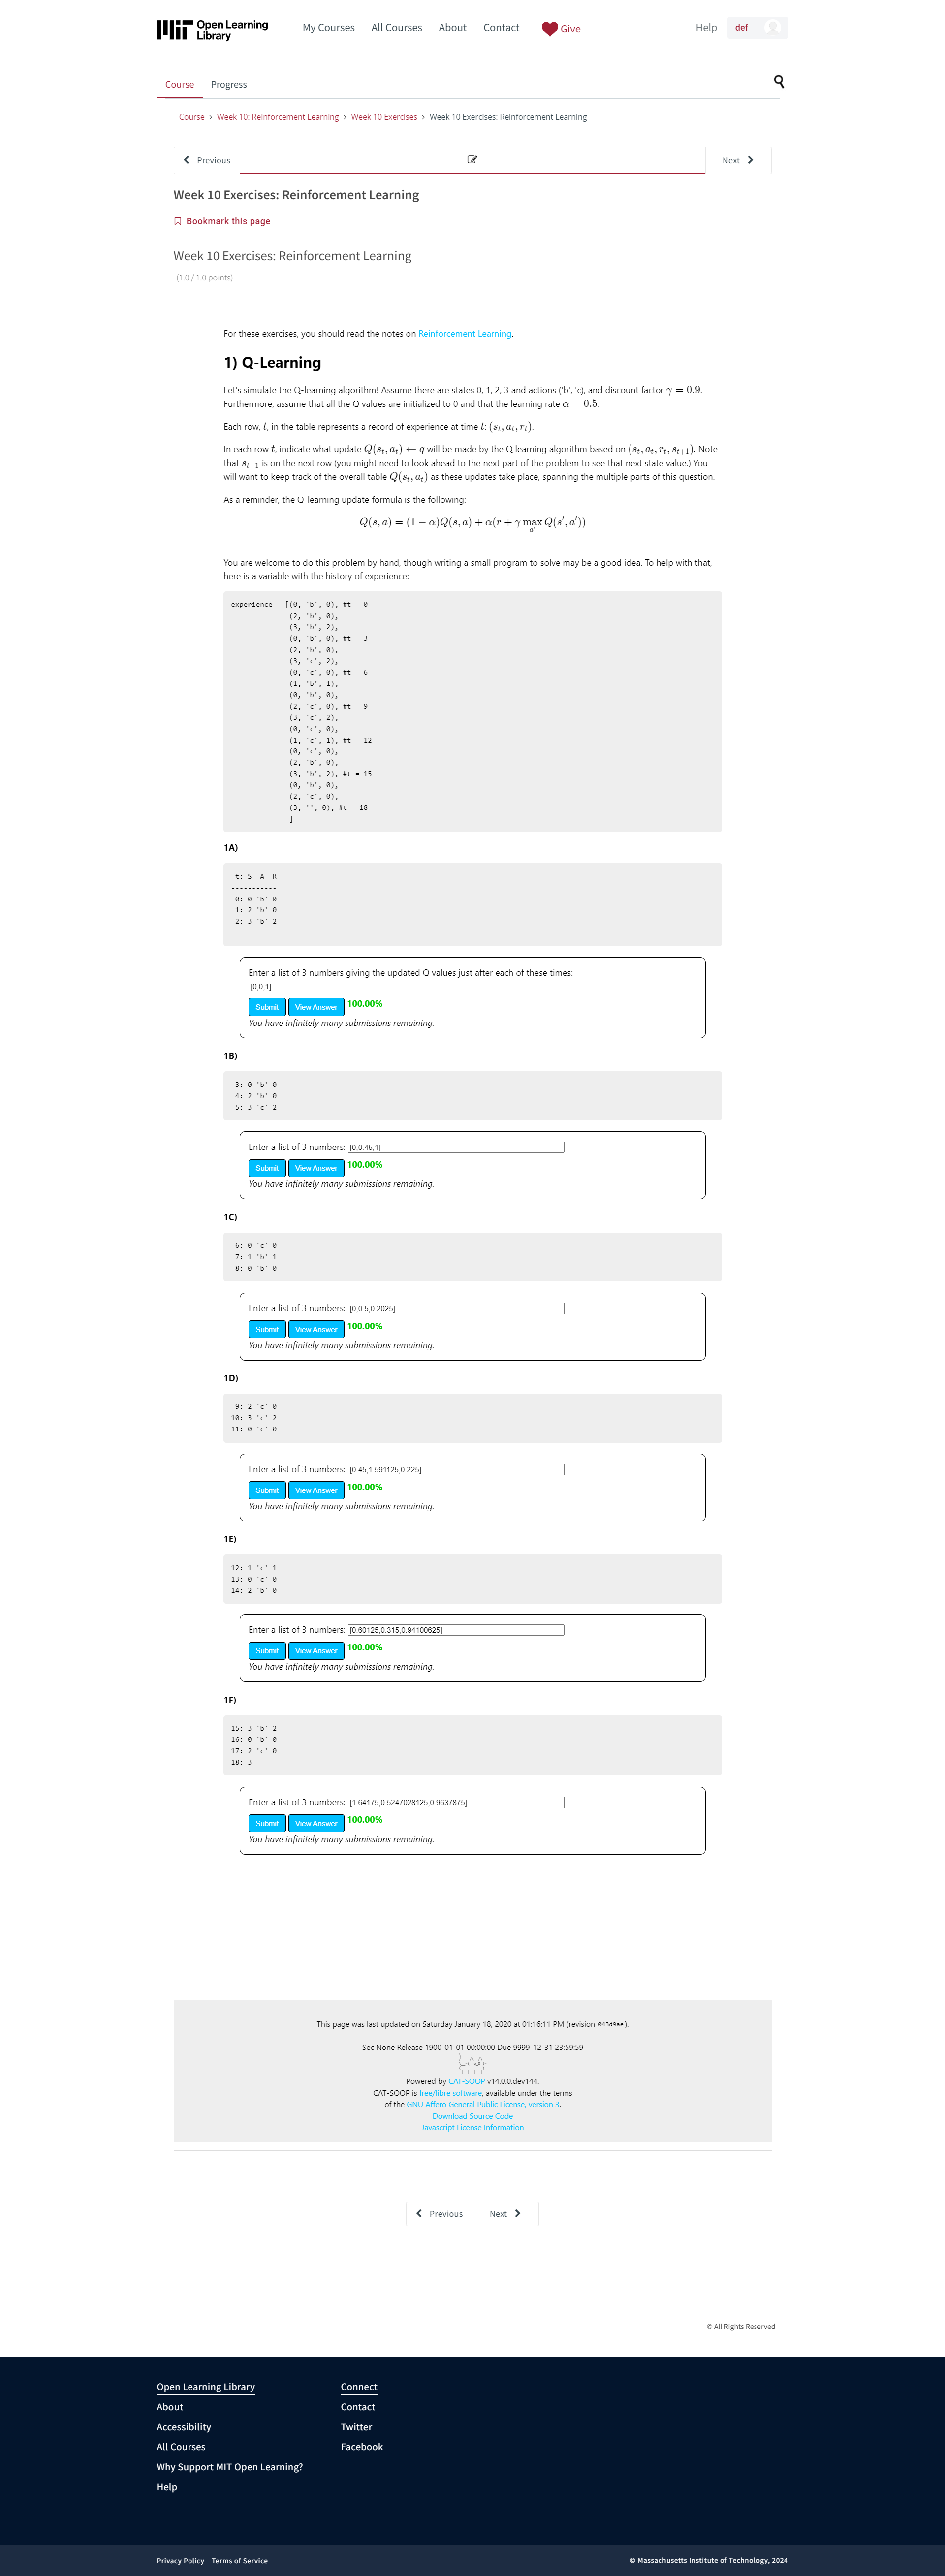 MIT Open Learning Library
My Courses All Courses About Contact Give Help def
Course Progress
Course > Week 10: Reinforcement Learning > Week 10 Exercises > Week 10 Exercises: Reinforcement Learning
Previous Next
Week 10 Exercises: Reinforcement Learning
Bookmark this page
Week 10 Exercises: Reinforcement Learning
(1.0 / 1.0 points)
For these exercises, you should read the notes on Reinforcement Learning.
1) Q-Learning
Let's simulate the Q-learning algorithm! Assume there are states 0, 1, 2, 3 and actions ('b', 'c'), and discount factor γ = 0.9.
Furthermore, assume that all the Q values are initialized to 0 and that the learning rate α = 0.5.
Each row, t, in the table represents a record of experience at time t: (s_t, a_t, r_t).
In each row t, indicate what update Q(s_t, a_t) ← q will be made by the Q learning algorithm based on (s_t, a_t, r_t, s_{t+1}). Note
that s_{t+1} is on the next row (you might need to look ahead to the next part of the problem to see that next state value.) You
will want to keep track of the overall table Q(s_t, a_t) as these updates take place, spanning the multiple parts of this question.
As a reminder, the Q-learning update formula is the following:
Q(s, a) = (1 − α)Q(s, a) + α(r + γ max_{a′} Q(s′, a′))
You are welcome to do this problem by hand, though writing a small program to solve may be a good idea. To help with that,
here is a variable with the history of experience:
experience = [(0, 'b', 0), #t = 0
(2, 'b', 0),
(3, 'b', 2),
(0, 'b', 0), #t = 3
(2, 'b', 0),
(3, 'c', 2),
(0, 'c', 0), #t = 6
(1, 'b', 1),
(0, 'b', 0),
(2, 'c', 0), #t = 9
(3, 'c', 2),
(0, 'c', 0),
(1, 'c', 1), #t = 12
(0, 'c', 0),
(2, 'b', 0),
(3, 'b', 2), #t = 15
(0, 'b', 0),
(2, 'c', 0),
(3, '', 0), #t = 18
]
1A)
t: S A R
-----------
0: 0 'b' 0
1: 2 'b' 0
2: 3 'b' 2
Enter a list of 3 numbers giving the updated Q values just after each of these times:
[0,0,1]
Submit View Answer 100.00%
You have infinitely many submissions remaining.
1B)
3: 0 'b' 0
4: 2 'b' 0
5: 3 'c' 2
Enter a list of 3 numbers: [0,0.45,1]
Submit View Answer 100.00%
You have infinitely many submissions remaining.
1C)
6: 0 'c' 0
7: 1 'b' 1
8: 0 'b' 0
Enter a list of 3 numbers: [0,0.5,0.2025]
Submit View Answer 100.00%
You have infinitely many submissions remaining.
1D)
9: 2 'c' 0
10: 3 'c' 2
11: 0 'c' 0
Enter a list of 3 numbers: [0.45,1.591125,0.225]
Submit View Answer 100.00%
You have infinitely many submissions remaining.
1E)
12: 1 'c' 1
13: 0 'c' 0
14: 2 'b' 0
Enter a list of 3 numbers: [0.60125,0.315,0.94100625]
Submit View Answer 100.00%
You have infinitely many submissions remaining.
1F)
15: 3 'b' 2
16: 0 'b' 0
17: 2 'c' 0
18: 3 - -
Enter a list of 3 numbers: [1.64175,0.5247028125,0.9637875]
Submit View Answer 100.00%
You have infinitely many submissions remaining.
This page was last updated on Saturday January 18, 2020 at 01:16:11 PM (revision 043d9ae).
Sec None Release 1900-01-01 00:00:00 Due 9999-12-31 23:59:59
Powered by CAT-SOOP v14.0.0.dev144.
CAT-SOOP is free/libre software, available under the terms
of the GNU Affero General Public License, version 3.
Download Source Code
Javascript License Information
Previous Next
© All Rights Reserved
Open Learning Library Connect
About Contact
Accessibility Twitter
All Courses Facebook
Why Support MIT Open Learning?
Help
Privacy Policy Terms of Service © Massachusetts Institute of Technology, 2024